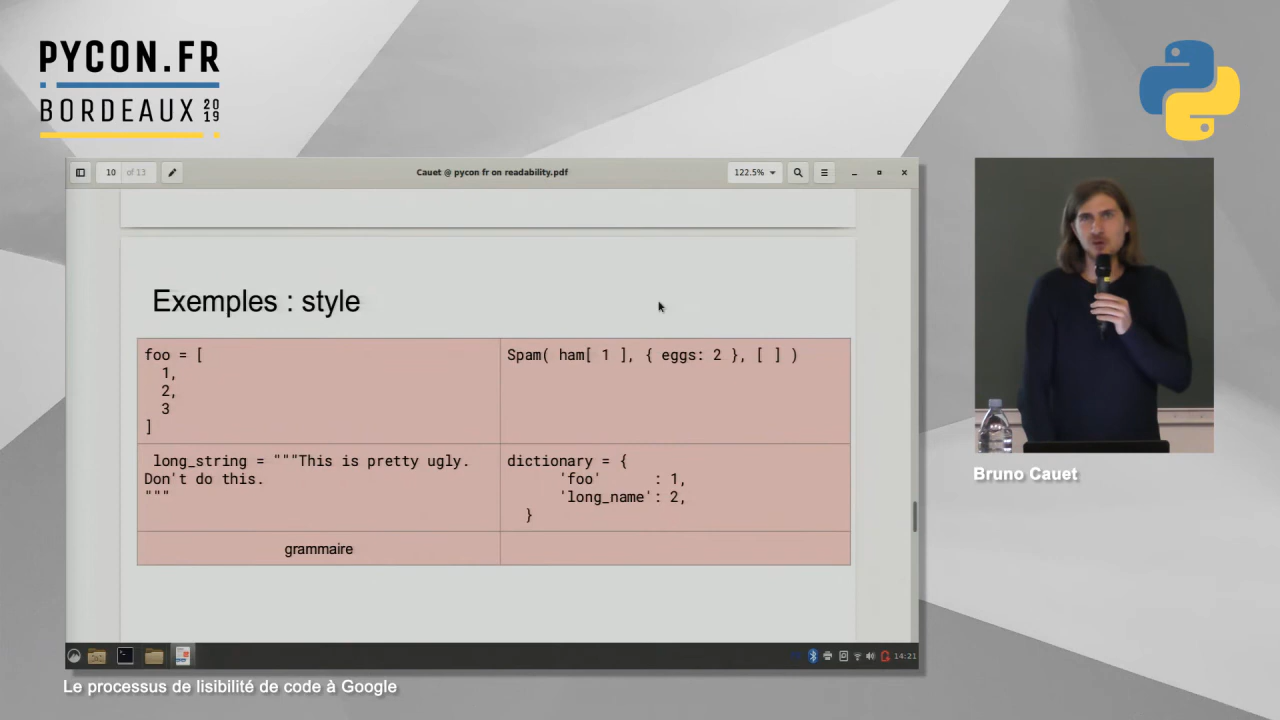 PYCON.FR
BORDEAUX 2019
10 of 13
Cauet @ pycon fr on readability.pdf
122.5%
Exemples : style
foo = [
1,
2,
3
]
Spam( ham[ 1 ], { eggs: 2 }, [ ] )
long_string = """This is pretty ugly.
Don't do this.
"""
dictionary = {
'foo' : 1,
'long_name': 2,
}
grammaire
14:21
Bruno Cauet
Le processus de lisibilité de code à Google